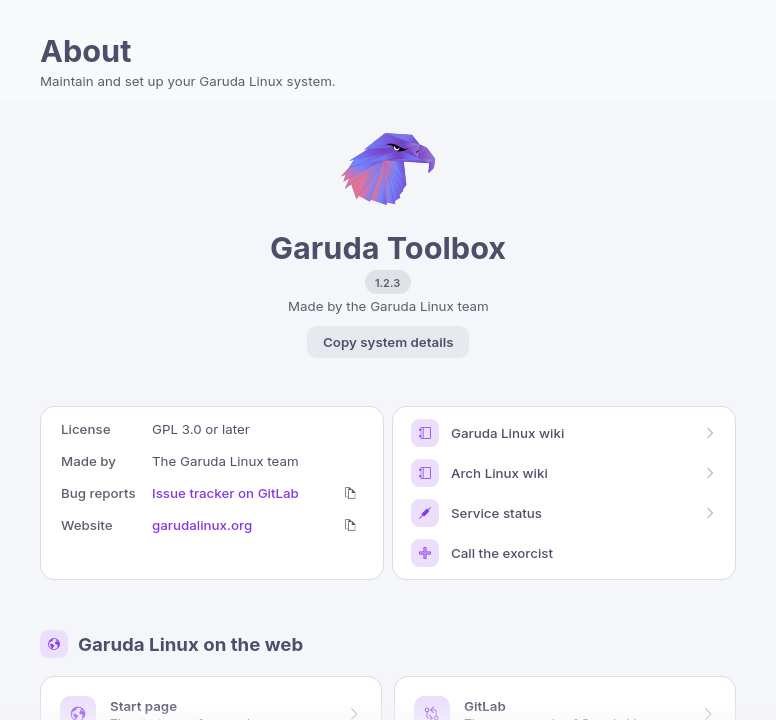 About
Maintain and set up your Garuda Linux system.
Garuda Toolbox
1.2.3
Made by the Garuda Linux team
Copy system details
License GPL 3.0 or later
Made by The Garuda Linux team
Bug reports Issue tracker on GitLab
Website garudalinux.org
Garuda Linux wiki
Arch Linux wiki
Service status
Call the exorcist
Garuda Linux on the web
Start page
GitLab